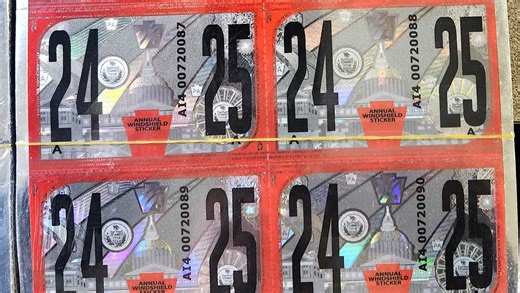 24
AI4 00720087
25
ANNUAL
WINDSHIELD
STICKER
A
A
24
AI4 00720088
25
ANNUAL
WINDSHIELD
STICKER
A
A
24
AI4 00720089
25
ANNUAL
WINDSHIELD
STICKER
24
AI4 00720090
25
ANNUAL
WINDSHIELD
STICKER